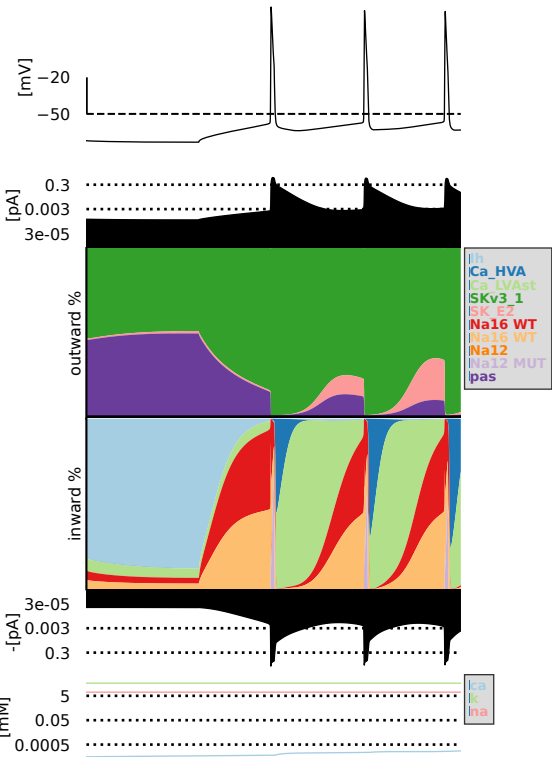 [mV]
−20
−50
[pA]
0.3
0.003
3e-05
outward %
Ih
Ca_HVA
Ca_LVAst
SKv3_1
SK_E2
Na16 WT
Na16 WT
Na12
Na12 MUT
pas
inward %
-[pA]
3e-05
0.003
0.3
[mM]
5
0.05
0.0005
ca
k
na